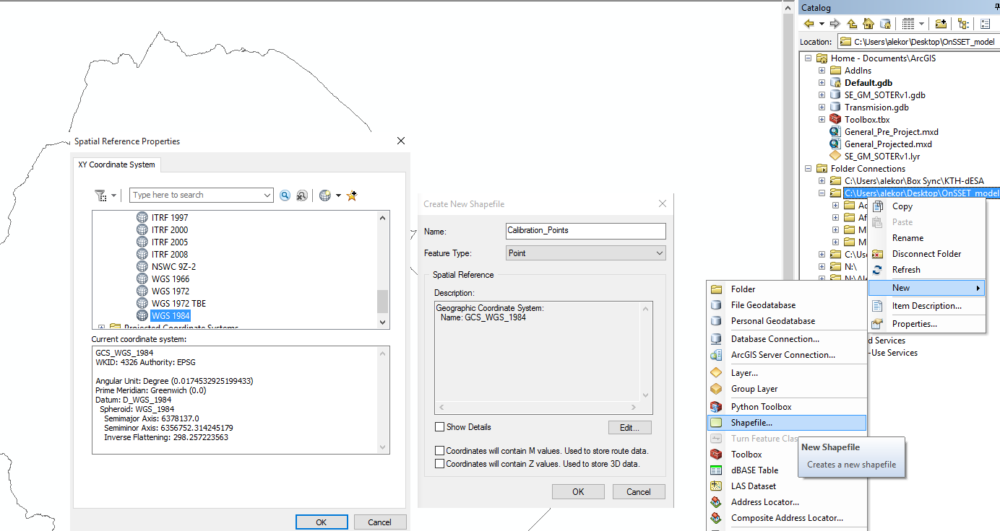 Spatial Reference Properties
XY Coordinate System
Type here to search
ITRF 1997
ITRF 2000
ITRF 2005
ITRF 2008
NSWC 9Z-2
WGS 1966
WGS 1972
WGS 1972 TBE
WGS 1984
Projected Coordinate Systems
Current coordinate system:
GCS_WGS_1984
WKID: 4326 Authority: EPSG
Angular Unit: Degree (0.0174532925199433)
Prime Meridian: Greenwich (0.0)
Datum: D_WGS_1984
Spheroid: WGS_1984
Semimajor Axis: 6378137.0
Semiminor Axis: 6356752.314245179
Inverse Flattening: 298.257223563
OK
Cancel
Create New Shapefile
Name:
Calibration_Points
Feature Type:
Point
Spatial Reference
Description:
Geographic Coordinate System:
Name: GCS_WGS_1984
Show Details
Edit...
Coordinates will contain M values. Used to store route data.
Coordinates will contain Z values. Used to store 3D data.
OK
Cancel
Catalog
Location:
C:\Users\alekor\Desktop\OnSSET_model
Home - Documents\ArcGIS
AddIns
Default.gdb
SE_GM_SOTERv1.gdb
Transmision.gdb
Toolbox.tbx
General_Pre_Project.mxd
General_Projected.mxd
SE_GM_SOTERv1.lyr
Folder Connections
C:\Users\alekor\Box Sync\KTH-dESA
C:\Users\alekor\Desktop\OnSSET_model
Af
M
M
N:\
d Services
-Use Services
Copy
Paste
Rename
Disconnect Folder
Refresh
New
Item Description...
Properties...
Folder
File Geodatabase
Personal Geodatabase
Database Connection...
ArcGIS Server Connection...
Layer...
Group Layer
Python Toolbox
Shapefile...
Turn Feature Clas
Toolbox
dBASE Table
LAS Dataset
Address Locator...
Composite Address Locator...
New Shapefile
Creates a new shapefile